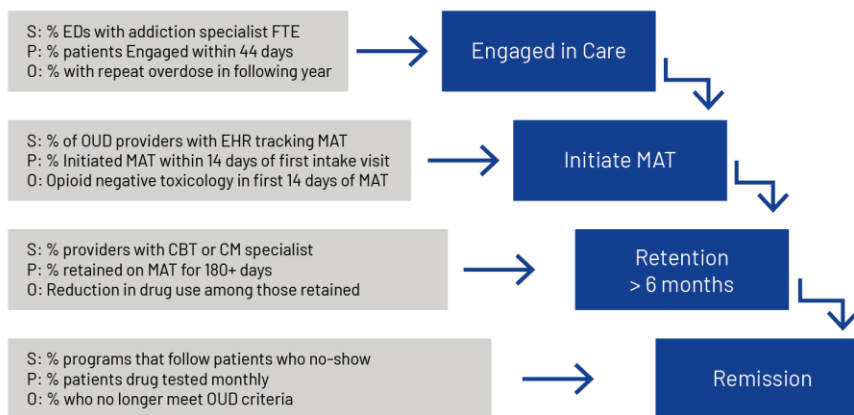 S: % EDs with addiction specialist FTE
P: % patients Engaged within 44 days
O: % with repeat overdose in following year
Engaged in Care
S: % of OUD providers with EHR tracking MAT
P: % Initiated MAT within 14 days of first intake visit
O: Opioid negative toxicology in first 14 days of MAT
Initiate MAT
S: % providers with CBT or CM specialist
P: % retained on MAT for 180+ days
O: Reduction in drug use among those retained
Retention
> 6 months
S: % programs that follow patients who no-show
P: % patients drug tested monthly
O: % who no longer meet OUD criteria
Remission